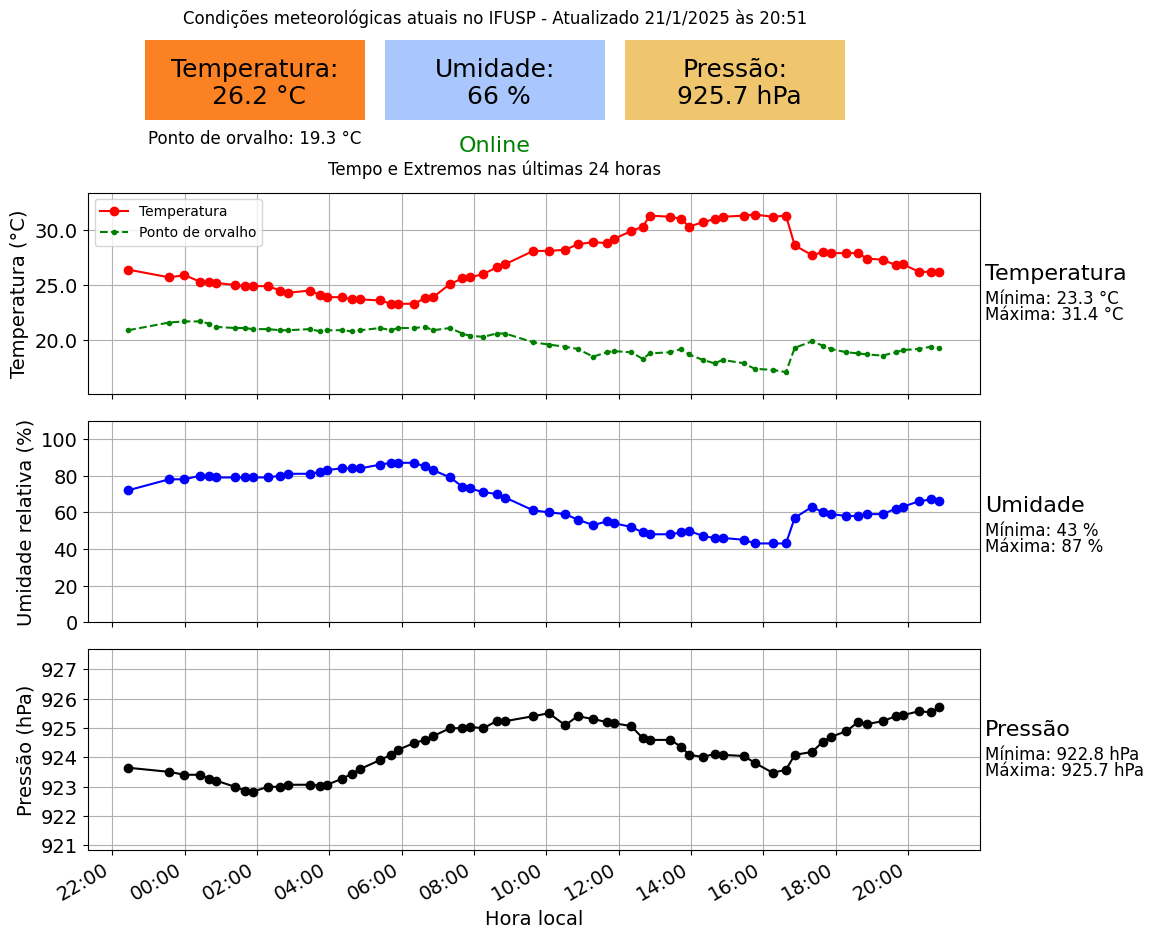 Condições meteorológicas atuais no IFUSP - Atualizado 21/1/2025 às 20:51
Temperatura:
26.2 °C
Umidade:
66 %
Pressão:
925.7 hPa
Ponto de orvalho: 19.3 °C
Online
Tempo e Extremos nas últimas 24 horas
Temperatura (°C)
30.0
25.0
20.0
Temperatura
Ponto de orvalho
Temperatura
Mínima: 23.3 °C
Máxima: 31.4 °C
Umidade relativa (%)
100
80
60
40
20
0
Umidade
Mínima: 43 %
Máxima: 87 %
Pressão (hPa)
927
926
925
924
923
922
921
Pressão
Mínima: 922.8 hPa
Máxima: 925.7 hPa
22:00
00:00
02:00
04:00
06:00
08:00
10:00
12:00
14:00
16:00
18:00
20:00
Hora local